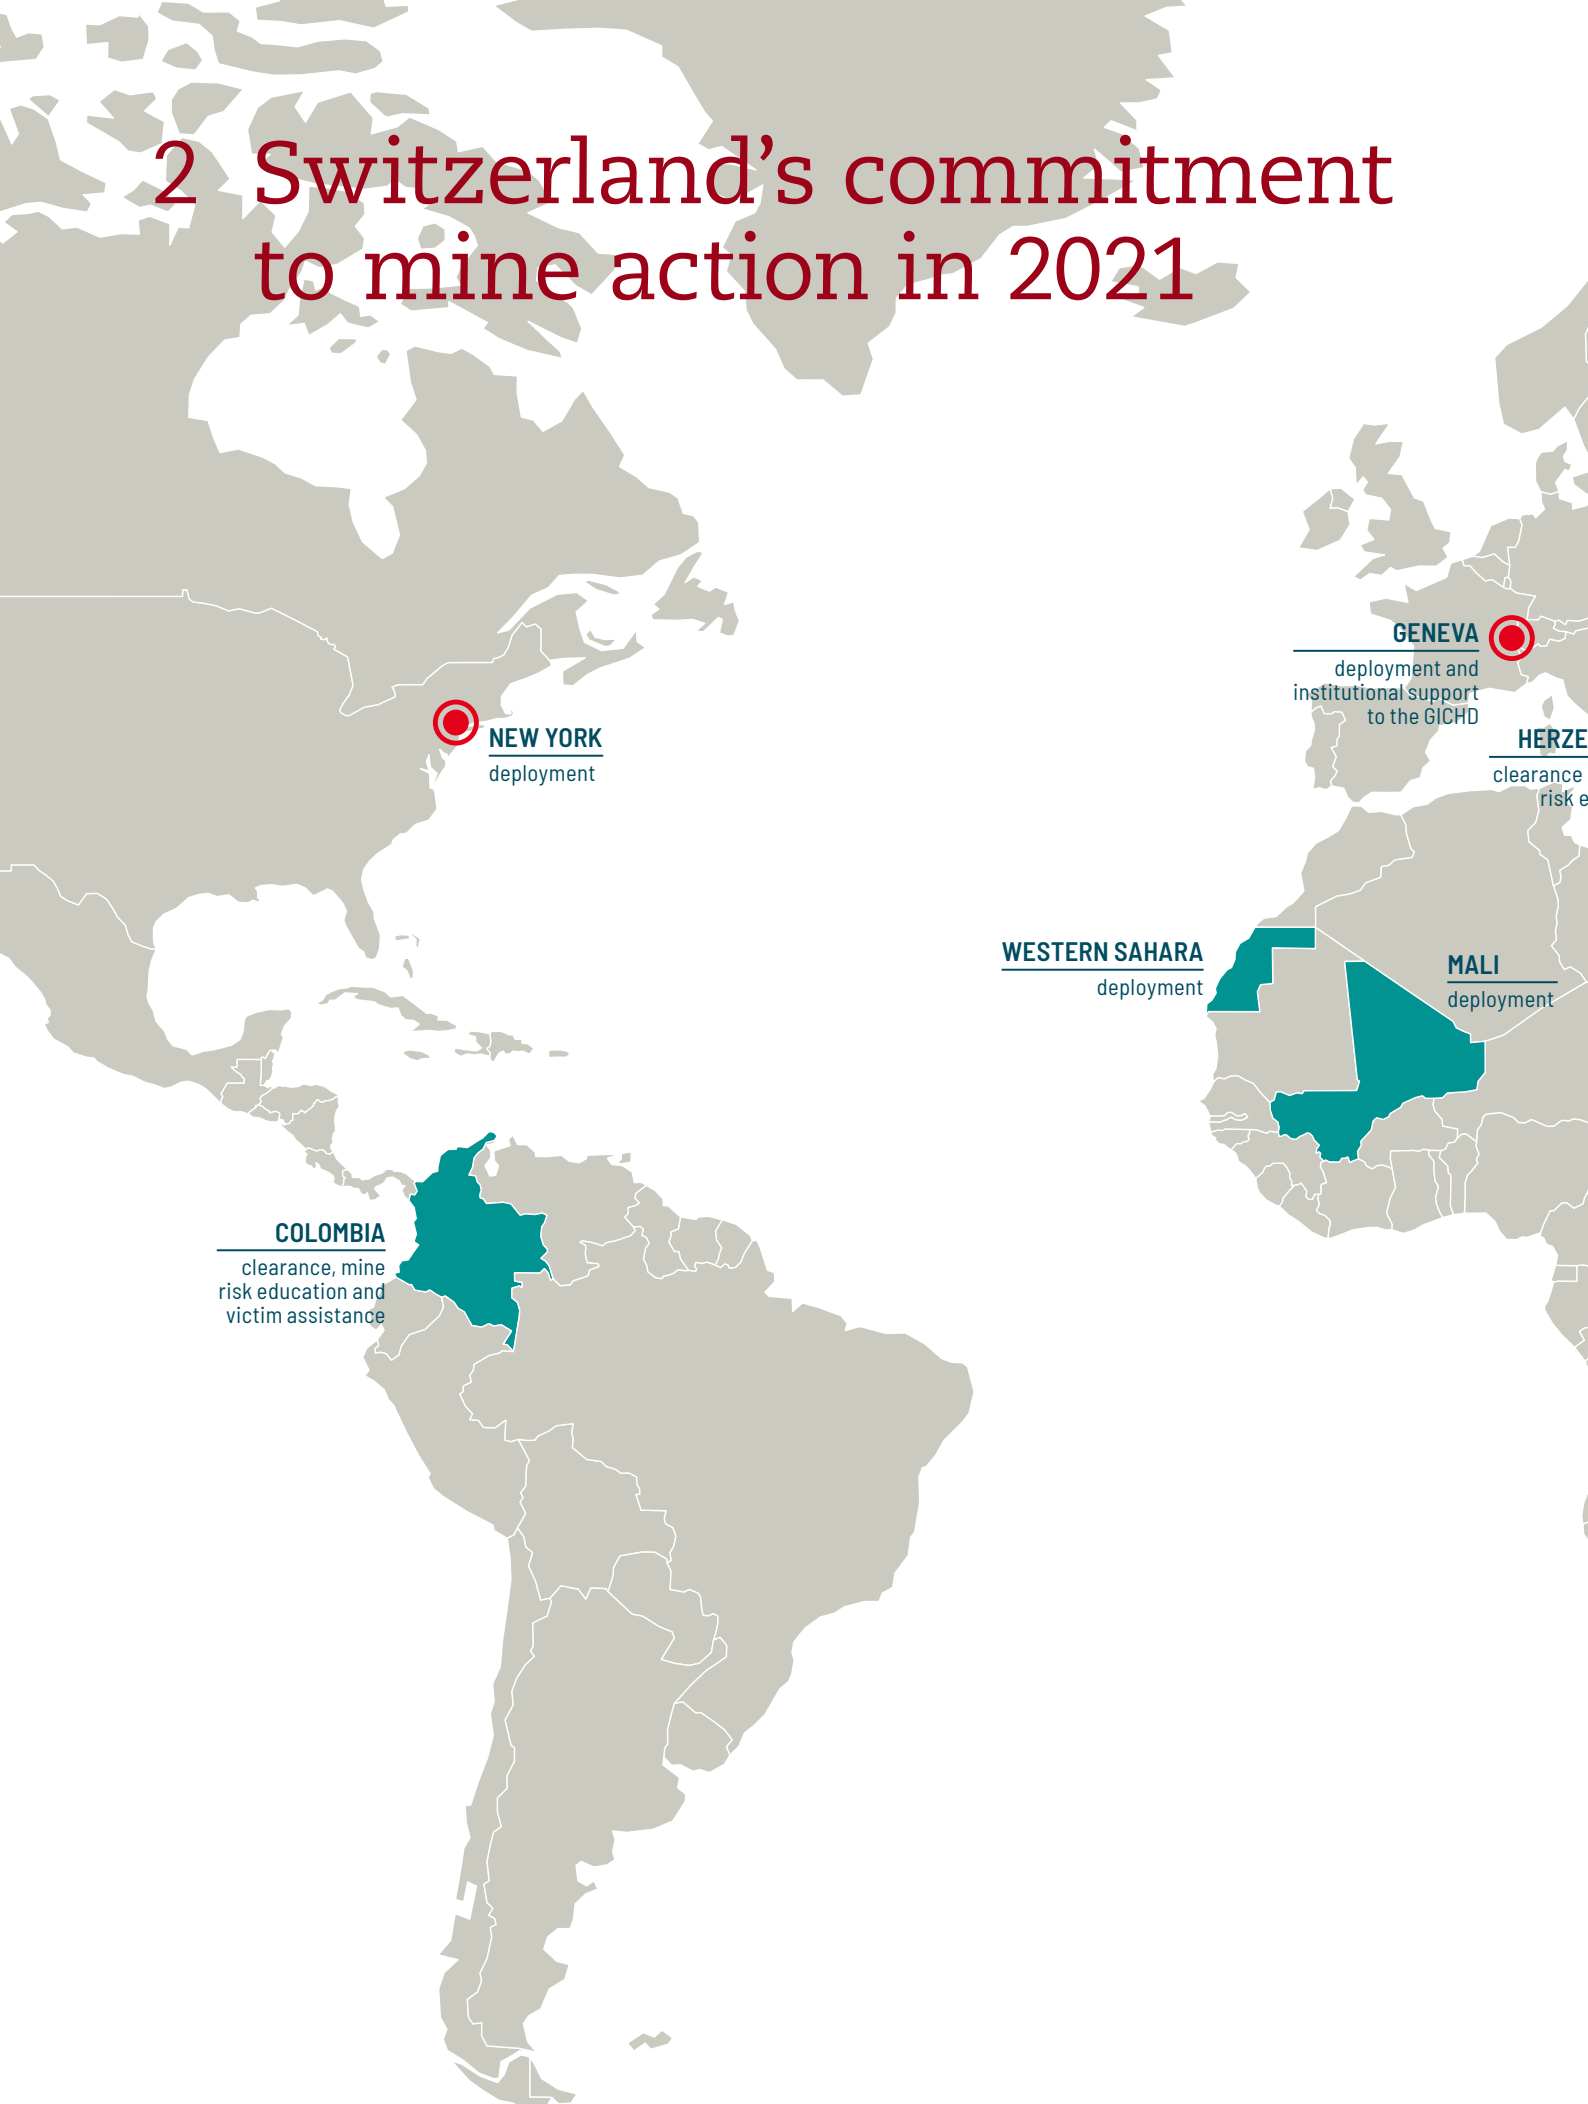 2 Switzerland’s commitment
to mine action in 2021
GENEVA
deployment and
institutional support
to the GICHD
NEW YORK
deployment
HERZE
clearance
risk e
WESTERN SAHARA
deployment
MALI
deployment
COLOMBIA
clearance, mine
risk education and
victim assistance